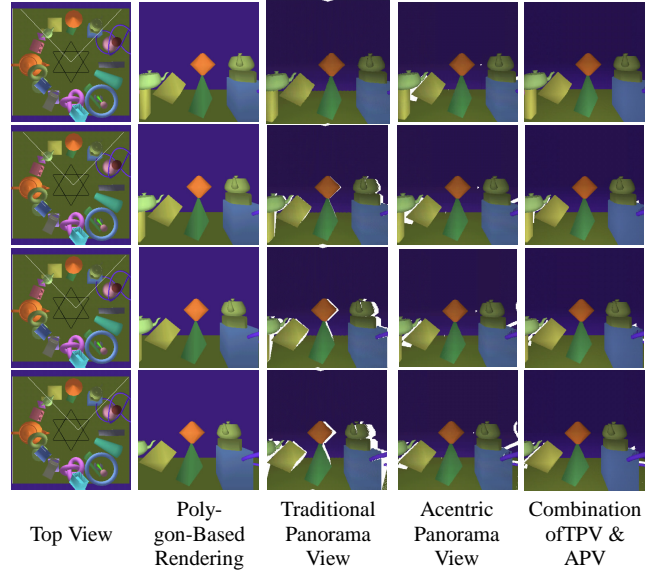 Top View
Poly-
gon-Based
Rendering
Traditional
Panorama
View
Acentric
Panorama
View
Combination
ofTPV &
APV